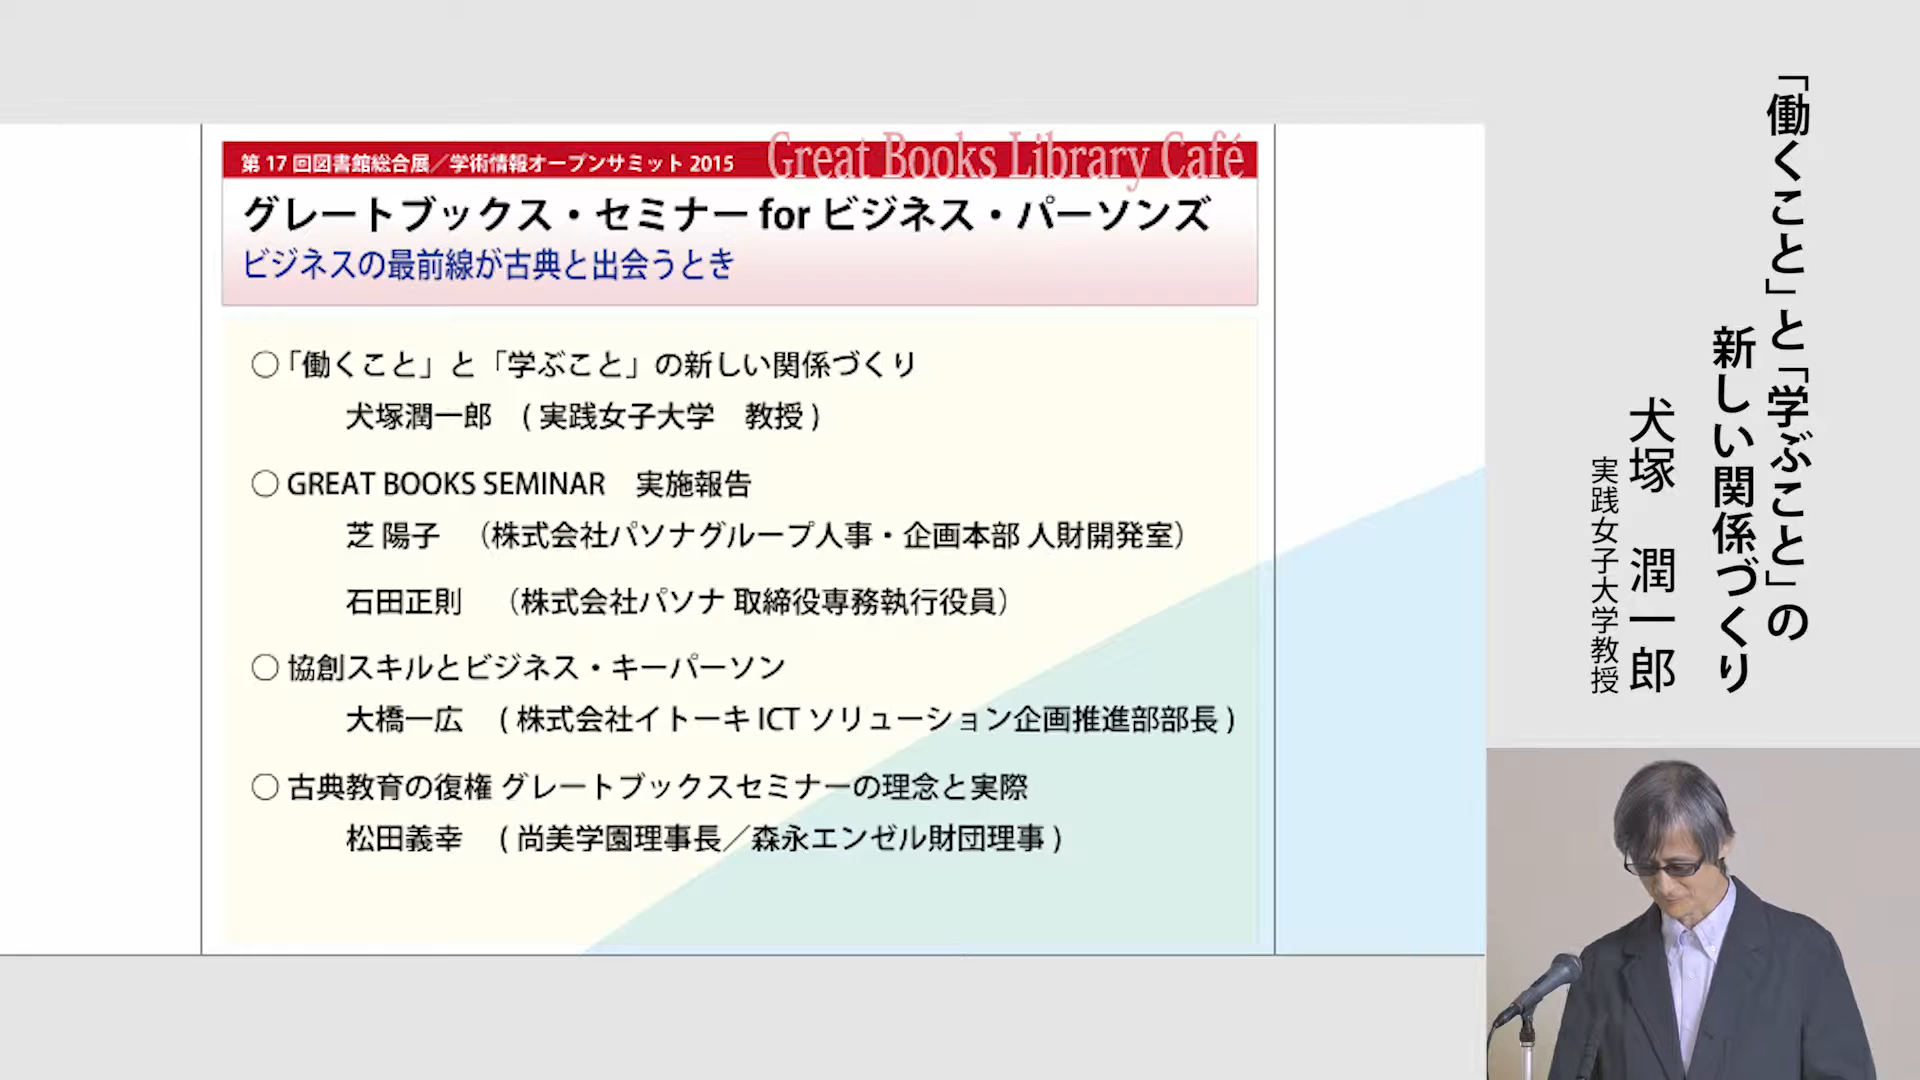 第17回図書館総合展／学術情報オープンサミット2015
Great Books Library Café
グレートブックス・セミナー for ビジネス・パーソンズ
ビジネスの最前線が古典と出会うとき
○「働くこと」と「学ぶこと」の新しい関係づくり
犬塚潤一郎 (実践女子大学 教授)
○ GREAT BOOKS SEMINAR 実施報告
芝 陽子 （株式会社パソナグループ人事・企画本部 人財開発室）
石田正則 （株式会社パソナ 取締役専務執行役員）
○ 協創スキルとビジネス・キーパーソン
大橋一広 (株式会社イトーキ ICT ソリューション企画推進部部長)
○ 古典教育の復権 グレートブックスセミナーの理念と実際
松田義幸 (尚美学園理事長／森永エンゼル財団理事)
「働くこと」と「学ぶこと」の
新しい関係づくり
犬塚 潤一郎
実践女子大学教授